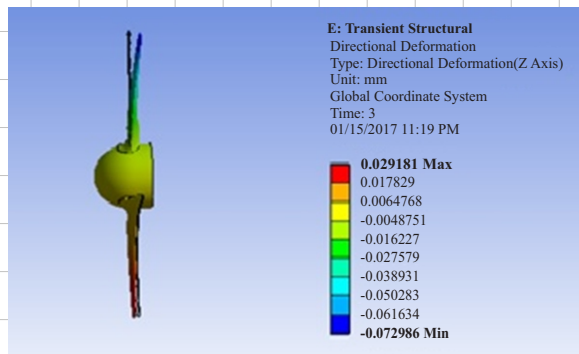 E: Transient Structural
Directional Deformation
Type: Directional Deformation(Z Axis)
Unit: mm
Global Coordinate System
Time: 3
01/15/2017 11:19 PM
0.029181 Max
0.017829
0.0064768
-0.0048751
-0.016227
-0.027579
-0.038931
-0.050283
-0.061634
-0.072986 Min